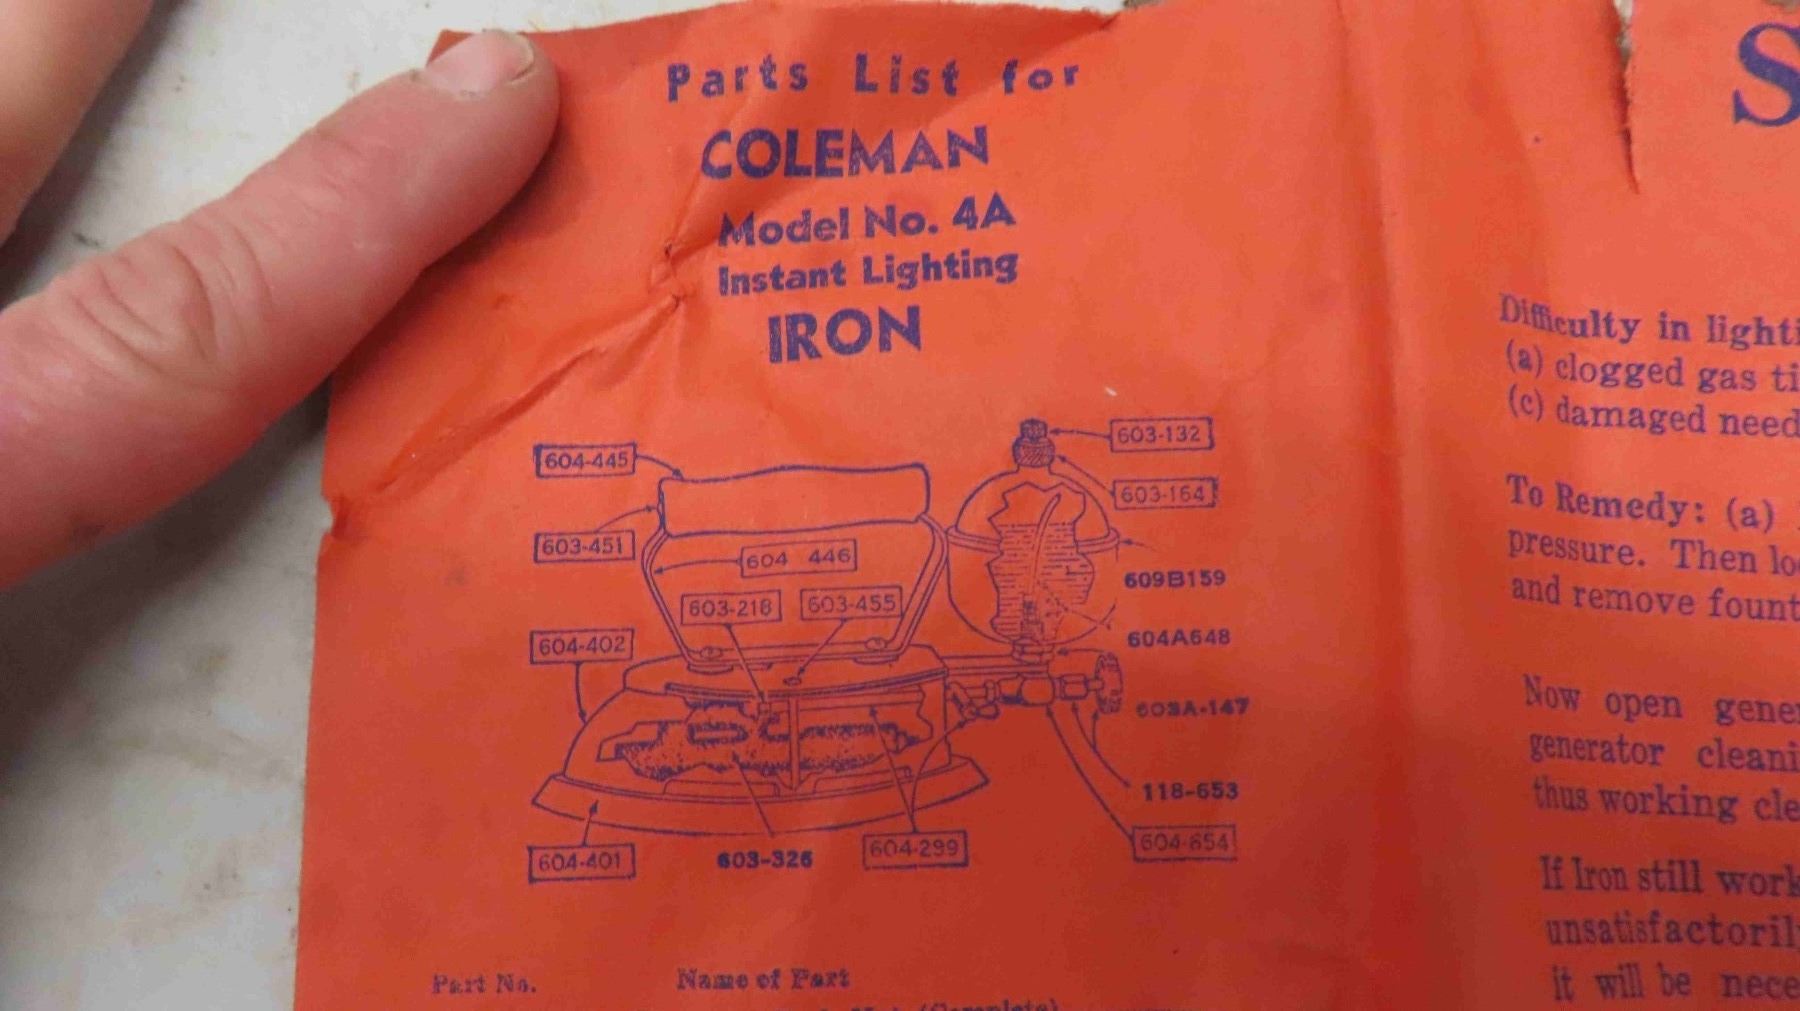 Parts List for
COLEMAN
Model No. 4A
Instant Lighting
IRON
604-445
603-132
603-164
603-451
604 446
609B159
603-218
603-455
604-402
604A648
603A-147
118-653
604-401
603-326
604-299
604-654
Part No.
Name of Part
(Complete)
S
Difficulty in lighti
(a) clogged gas ti
(c) damaged need
To Remedy: (a)
pressure. Then lo
and remove fount
Now open gener
generator cleani
thus working cle
If Iron still work
unsatisfactoril
it will be nece